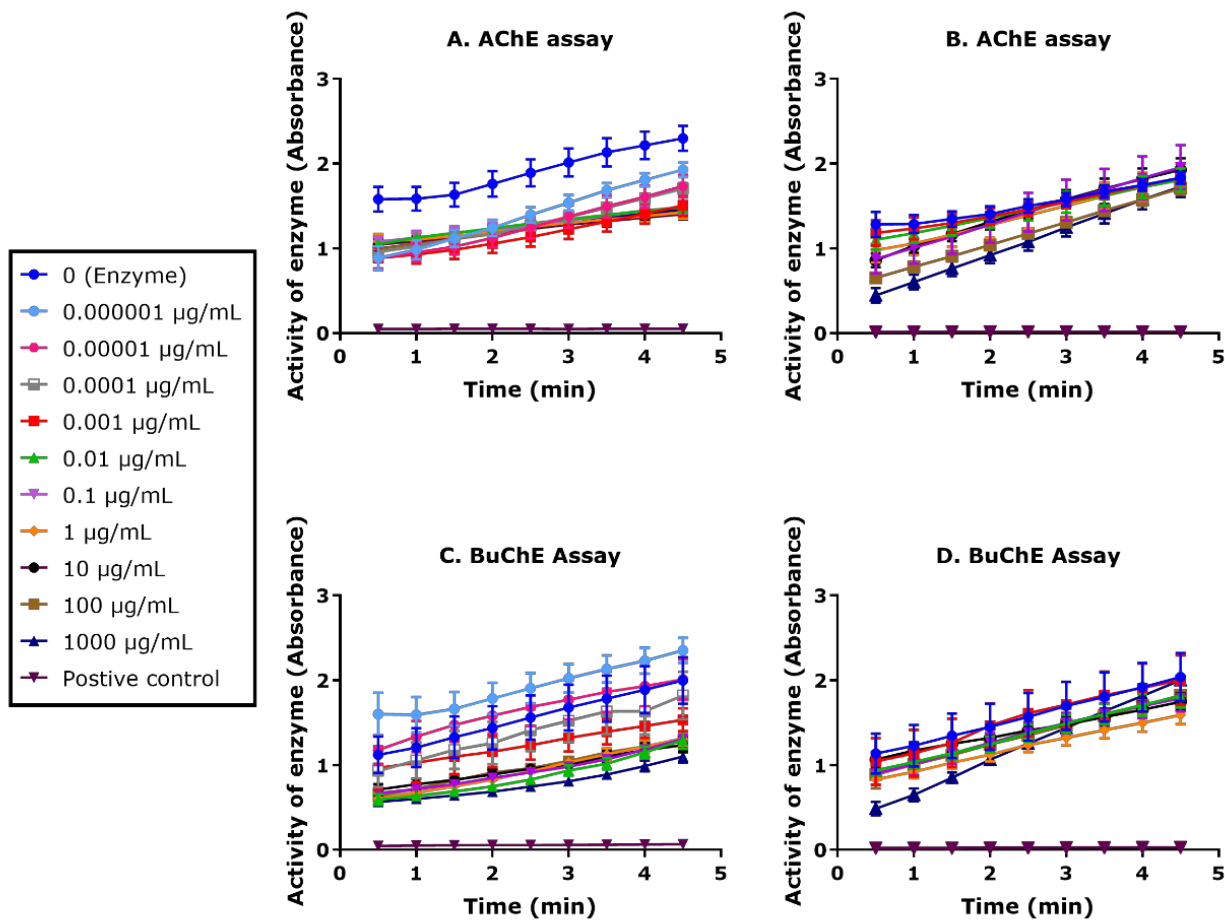 0 (Enzyme)
0.000001 µg/mL
0.00001 µg/mL
0.0001 µg/mL
0.001 µg/mL
0.01 µg/mL
0.1 µg/mL
1 µg/mL
10 µg/mL
100 µg/mL
1000 µg/mL
Postive control
A. AChE assay
Activity of enzyme (Absorbance)
3
2
1
0
0 1 2 3 4 5
Time (min)
B. AChE assay
Activity of enzyme (Absorbance)
3
2
1
0
0 1 2 3 4 5
Time (min)
C. BuChE Assay
Activity of enzyme (Absorbance)
3
2
1
0
0 1 2 3 4 5
Time (min)
D. BuChE Assay
Activity of enzyme (Absorbance)
3
2
1
0
0 1 2 3 4 5
Time (min)